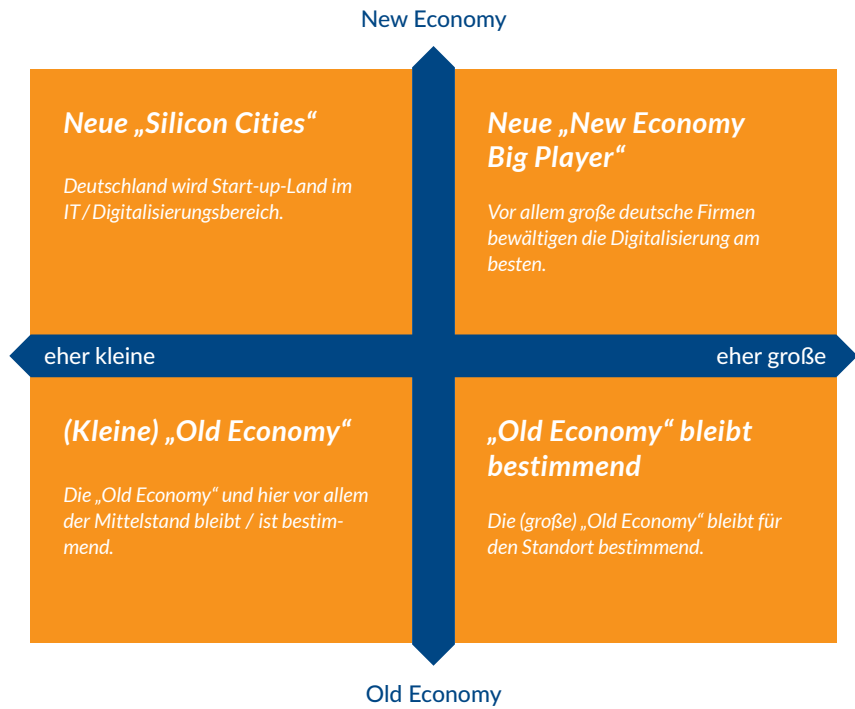 New Economy
Neue „Silicon Cities“
Deutschland wird Start-up-Land im
IT / Digitalisierungsbereich.
Neue „New Economy
Big Player“
Vor allem große deutsche Firmen
bewältigen die Digitalisierung am
besten.
eher kleine
eher große
(Kleine) „Old Economy“
Die „Old Economy“ und hier vor allem
der Mittelstand bleibt / ist bestim-
mend.
„Old Economy“ bleibt
bestimmend
Die (große) „Old Economy“ bleibt für
den Standort bestimmend.
Old Economy